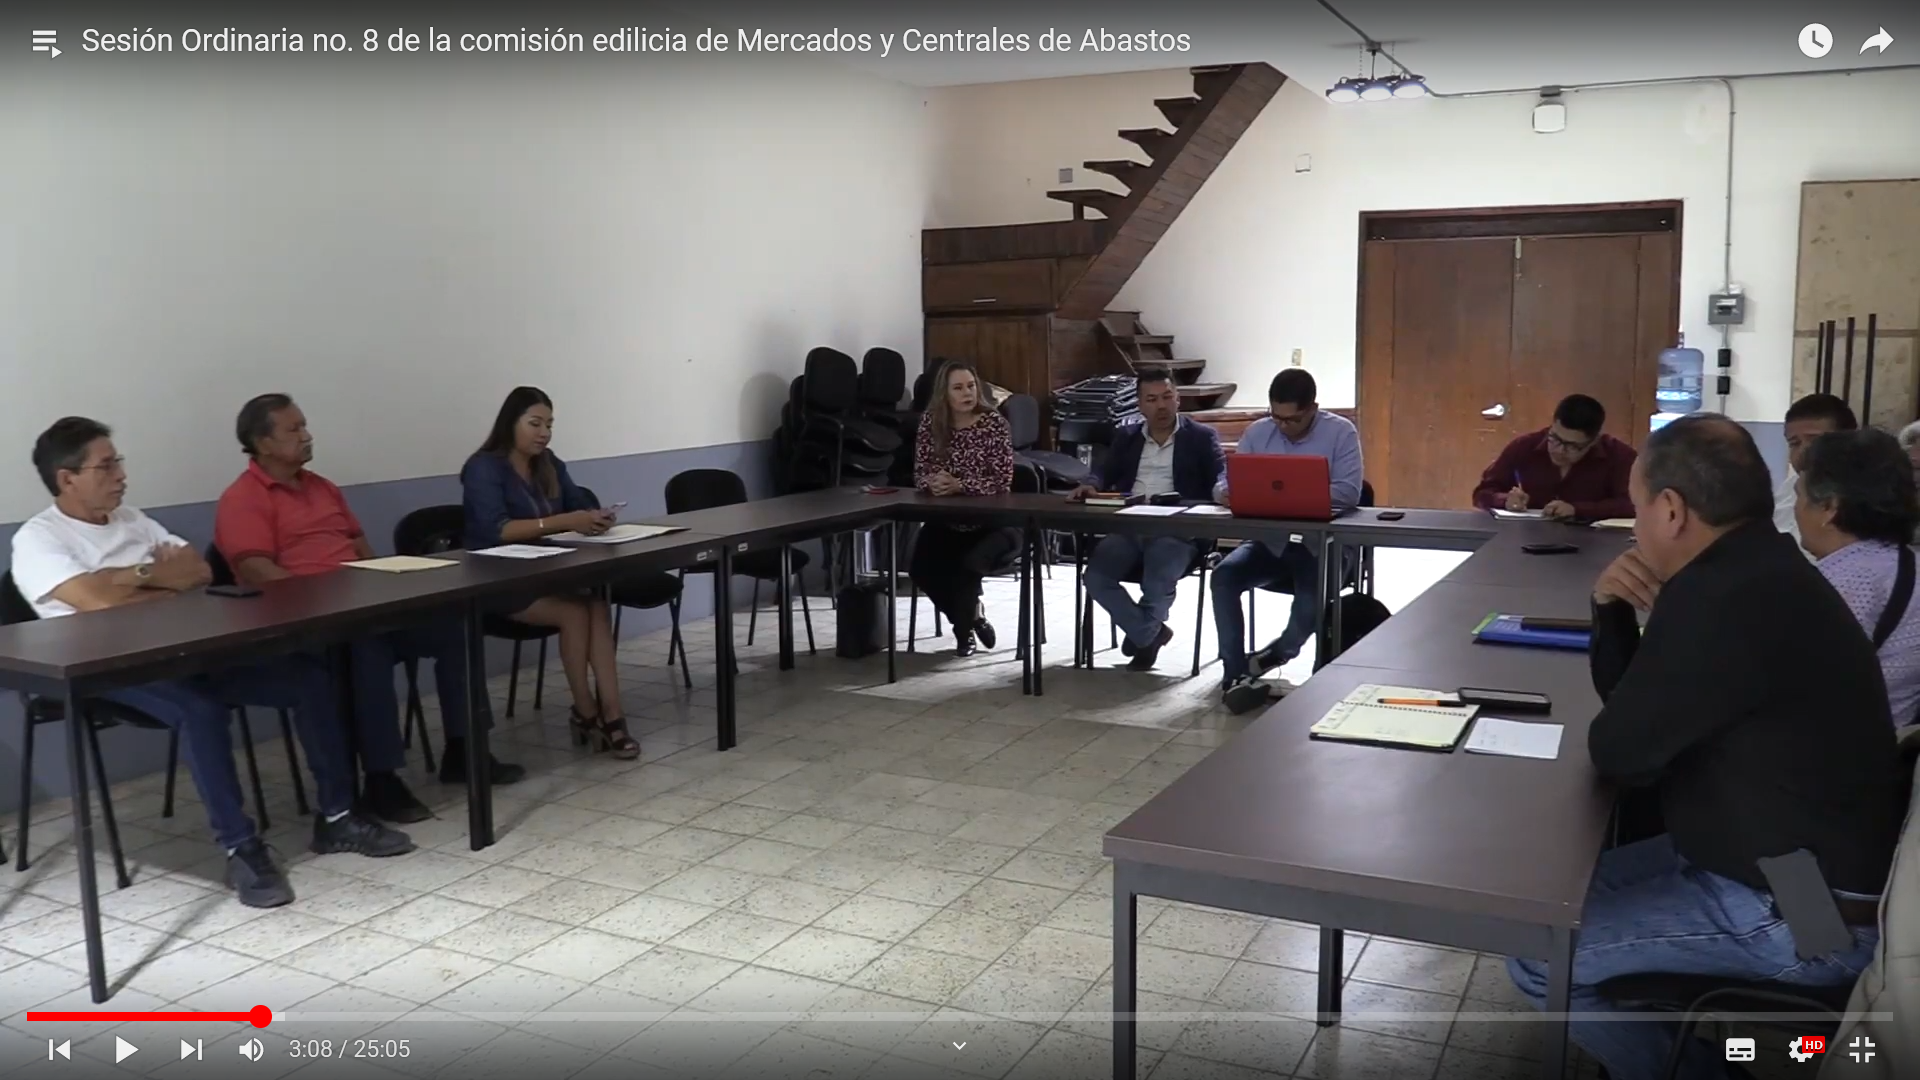 Sesión Ordinaria no. 8 de la comisión edilicia de Mercados y Centrales de Abastos
3:08 / 25:05
HD